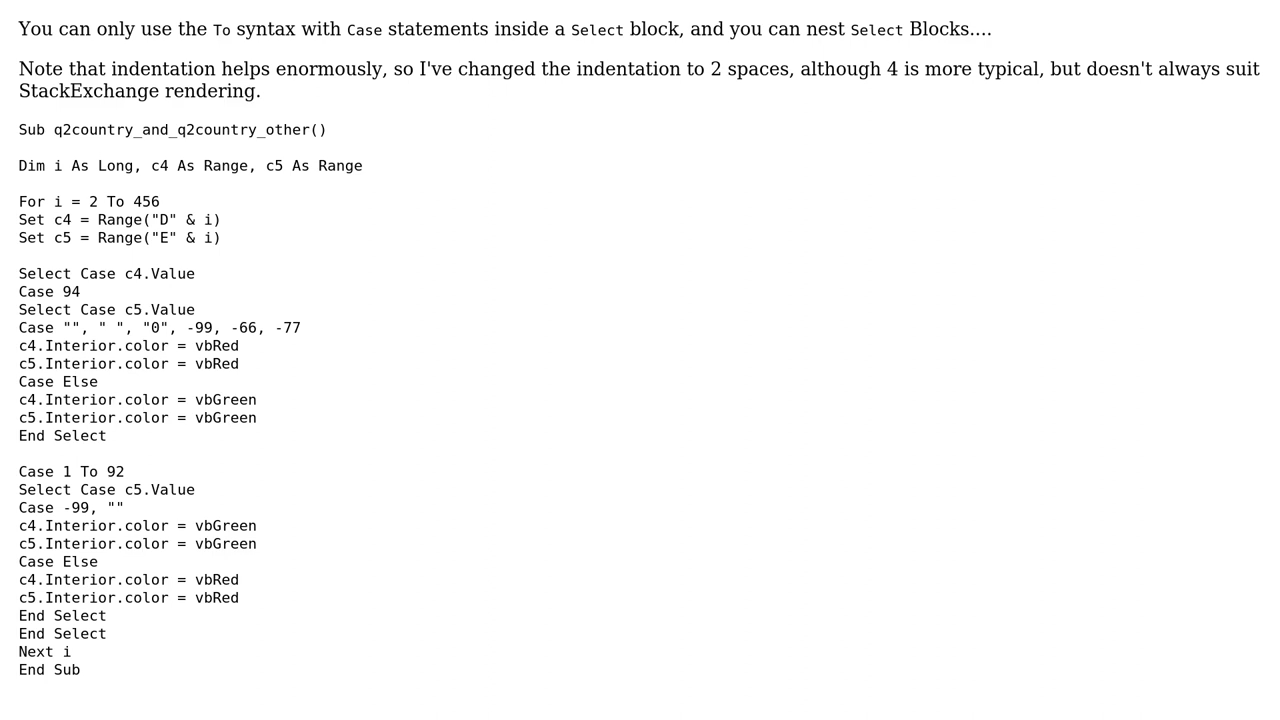 You can only use the To syntax with Case statements inside a Select block, and you can nest Select Blocks....
Note that indentation helps enormously, so I've changed the indentation to 2 spaces, although 4 is more typical, but doesn't always suit
StackExchange rendering.
Sub q2country_and_q2country_other()
Dim i As Long, c4 As Range, c5 As Range
For i = 2 To 456
Set c4 = Range("D" & i)
Set c5 = Range("E" & i)
Select Case c4.Value
Case 94
Select Case c5.Value
Case "", " ", "0", -99, -66, -77
c4.Interior.color = vbRed
c5.Interior.color = vbRed
Case Else
c4.Interior.color = vbGreen
c5.Interior.color = vbGreen
End Select
Case 1 To 92
Select Case c5.Value
Case -99, ""
c4.Interior.color = vbGreen
c5.Interior.color = vbGreen
Case Else
c4.Interior.color = vbRed
c5.Interior.color = vbRed
End Select
End Select
Next i
End Sub